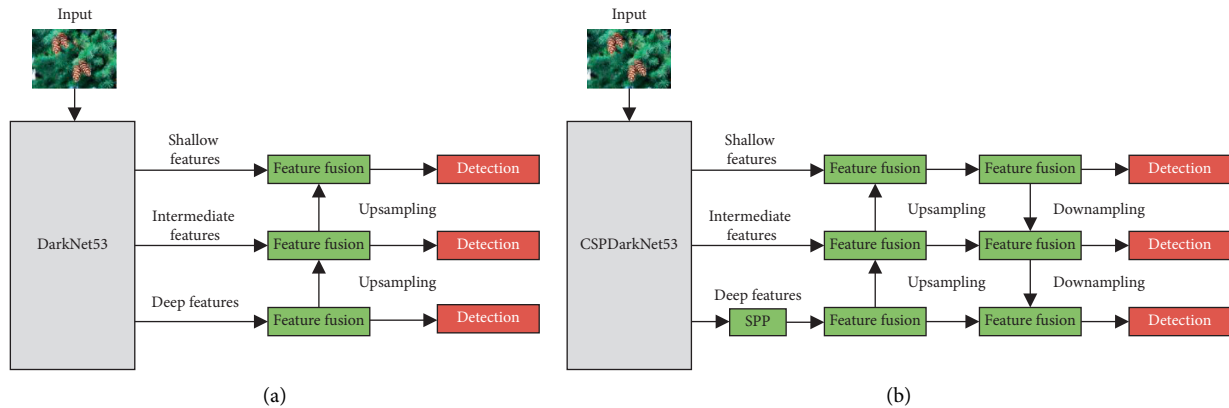 Input
DarkNet53
Shallow
features
Feature fusion
Detection
Upsampling
Intermediate
features
Feature fusion
Detection
Upsampling
Deep features
Feature fusion
Detection
(a)
Input
CSPDarkNet53
Shallow
features
Feature fusion
Feature fusion
Detection
Upsampling
Downampling
Intermediate
features
Feature fusion
Feature fusion
Detection
Upsampling
Downampling
Deep features
SPP
Feature fusion
Feature fusion
Detection
(b)